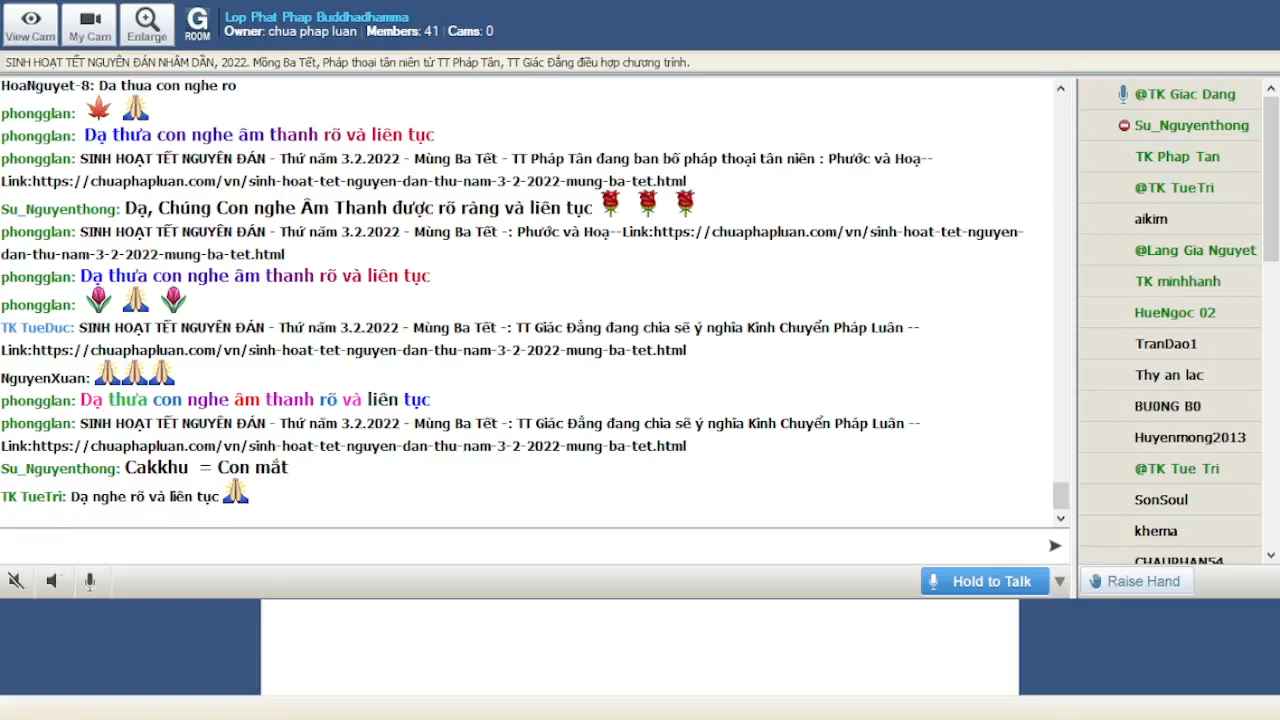 View Cam
My Cam
Enlarge
G
ROOM
Lop Phat Phap Buddhadhamma
Owner: chua phap luan | Members: 41 | Cams: 0
SINH HOẠT TẾT NGUYÊN ĐÁN NHÂM DẦN, 2022. Mồng Ba Tết, Pháp thoại tân niên từ TT Pháp Tân, TT Giác Đẳng điều hợp chương trình.
HoaNguyet-8: Da thua con nghe ro
phongglan:
phongglan: Dạ thưa con nghe âm thanh rõ và liên tục
phongglan: SINH HOẠT TẾT NGUYÊN ĐÁN - Thứ năm 3.2.2022 - Mùng Ba Tết - TT Pháp Tân đang ban bố pháp thoại tân niên : Phước và Hoạ--
Link:https://chuaphapluan.com/vn/sinh-hoat-tet-nguyen-dan-thu-nam-3-2-2022-mung-ba-tet.html
Su_Nguyenthong: Dạ, Chúng Con nghe Âm Thanh được rõ ràng và liên tục
phongglan: SINH HOẠT TẾT NGUYÊN ĐÁN - Thứ năm 3.2.2022 - Mùng Ba Tết -: Phước và Hoạ--Link:https://chuaphapluan.com/vn/sinh-hoat-tet-nguyen-
dan-thu-nam-3-2-2022-mung-ba-tet.html
phongglan: Dạ thưa con nghe âm thanh rõ và liên tục
phongglan:
TK TueDuc: SINH HOẠT TẾT NGUYÊN ĐÁN - Thứ năm 3.2.2022 - Mùng Ba Tết -: TT Giác Đẳng đang chia sẽ ý nghĩa Kinh Chuyển Pháp Luân --
Link:https://chuaphapluan.com/vn/sinh-hoat-tet-nguyen-dan-thu-nam-3-2-2022-mung-ba-tet.html
NguyenXuan:
phongglan: Dạ thưa con nghe âm thanh rõ và liên tục
phongglan: SINH HOẠT TẾT NGUYÊN ĐÁN - Thứ năm 3.2.2022 - Mùng Ba Tết -: TT Giác Đẳng đang chia sẽ ý nghĩa Kinh Chuyển Pháp Luân --
Link:https://chuaphapluan.com/vn/sinh-hoat-tet-nguyen-dan-thu-nam-3-2-2022-mung-ba-tet.html
Su_Nguyenthong: Cakkhu = Con mắt
TK TueTri: Dạ nghe rõ và liên tục
Hold to Talk
@TK Giac Dang
Su_Nguyenthong
TK Phap Tan
@TK TueTri
aikim
@Lang Gia Nguyet
TK minhhanh
HueNgoc 02
TranDao1
Thy an lac
BU0NG B0
Huyenmong2013
@TK Tue Tri
SonSoul
khema
CHAUPHAN54
Raise Hand